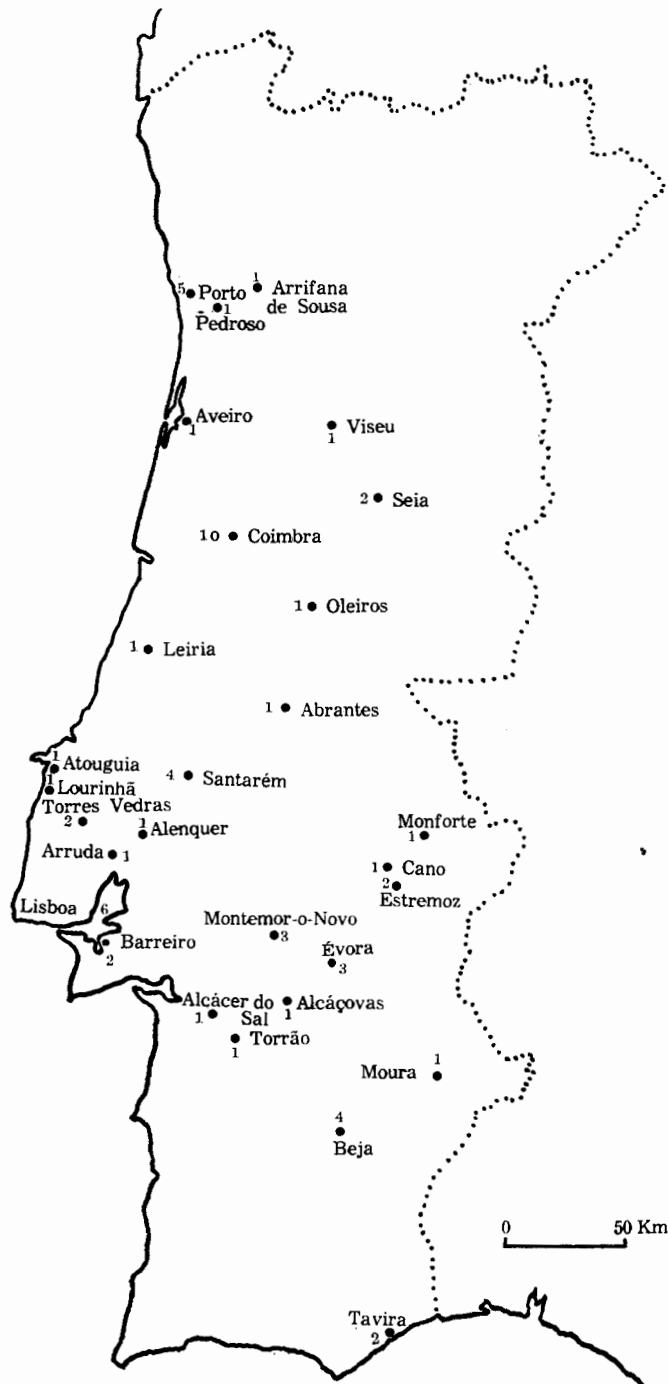 1
5 Porto Arrifana
Pedroso 1 de Sousa
Aveiro
1
Viseu
1
2 Seia
10 Coimbra
1 Oleiros
1 Leiria
1 Abrantes
1 Atouguia
4 Santarém
1
Lourinhã
Torres Vedras
2
1 Alenquer
Monforte
1
Arruda 1
1 Cano
2
Estremoz
Lisboa 6
Montemor-o-Novo
3
Barreiro
2
Évora
3
Alcácer do
Sal
1
Alcáçovas
1
Torrão
1
1
Moura
4
Beja
0 50 Km
Tavira
2